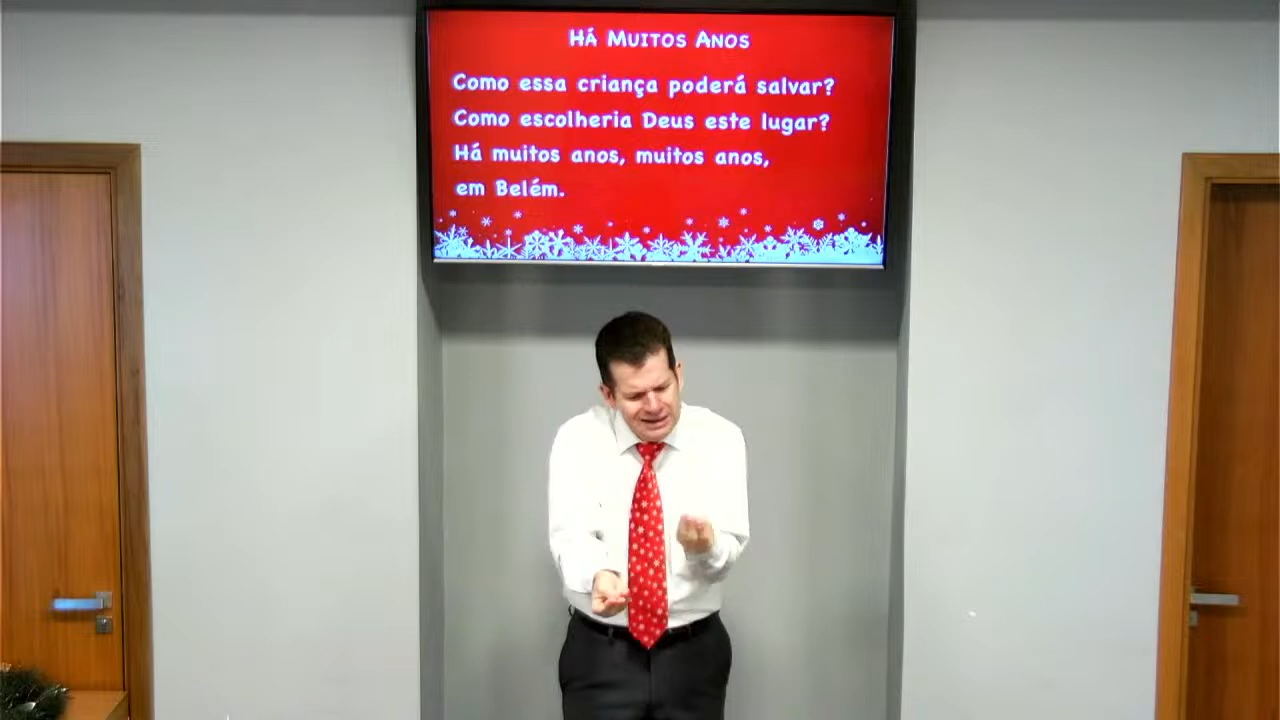 Há Muitos Anos
Como essa criança poderá salvar?
Como escolheria Deus este lugar?
Há muitos anos, muitos anos,
em Belém.